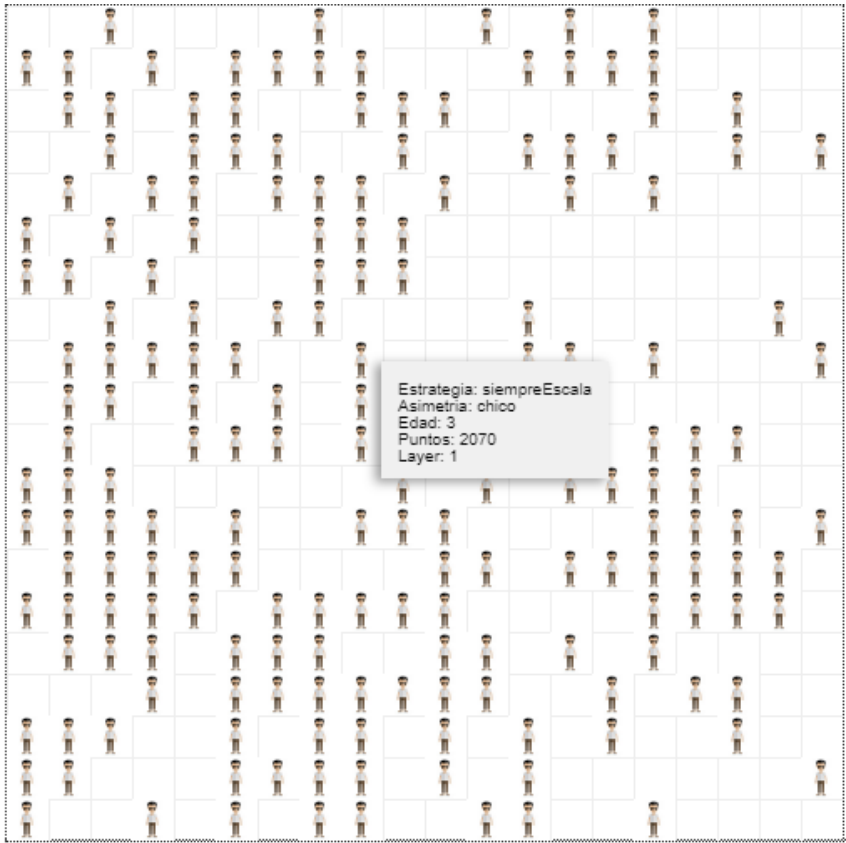 Estrategia: siempreEscala
Asimetria: chico
Edad: 3
Puntos: 2070
Layer: 1